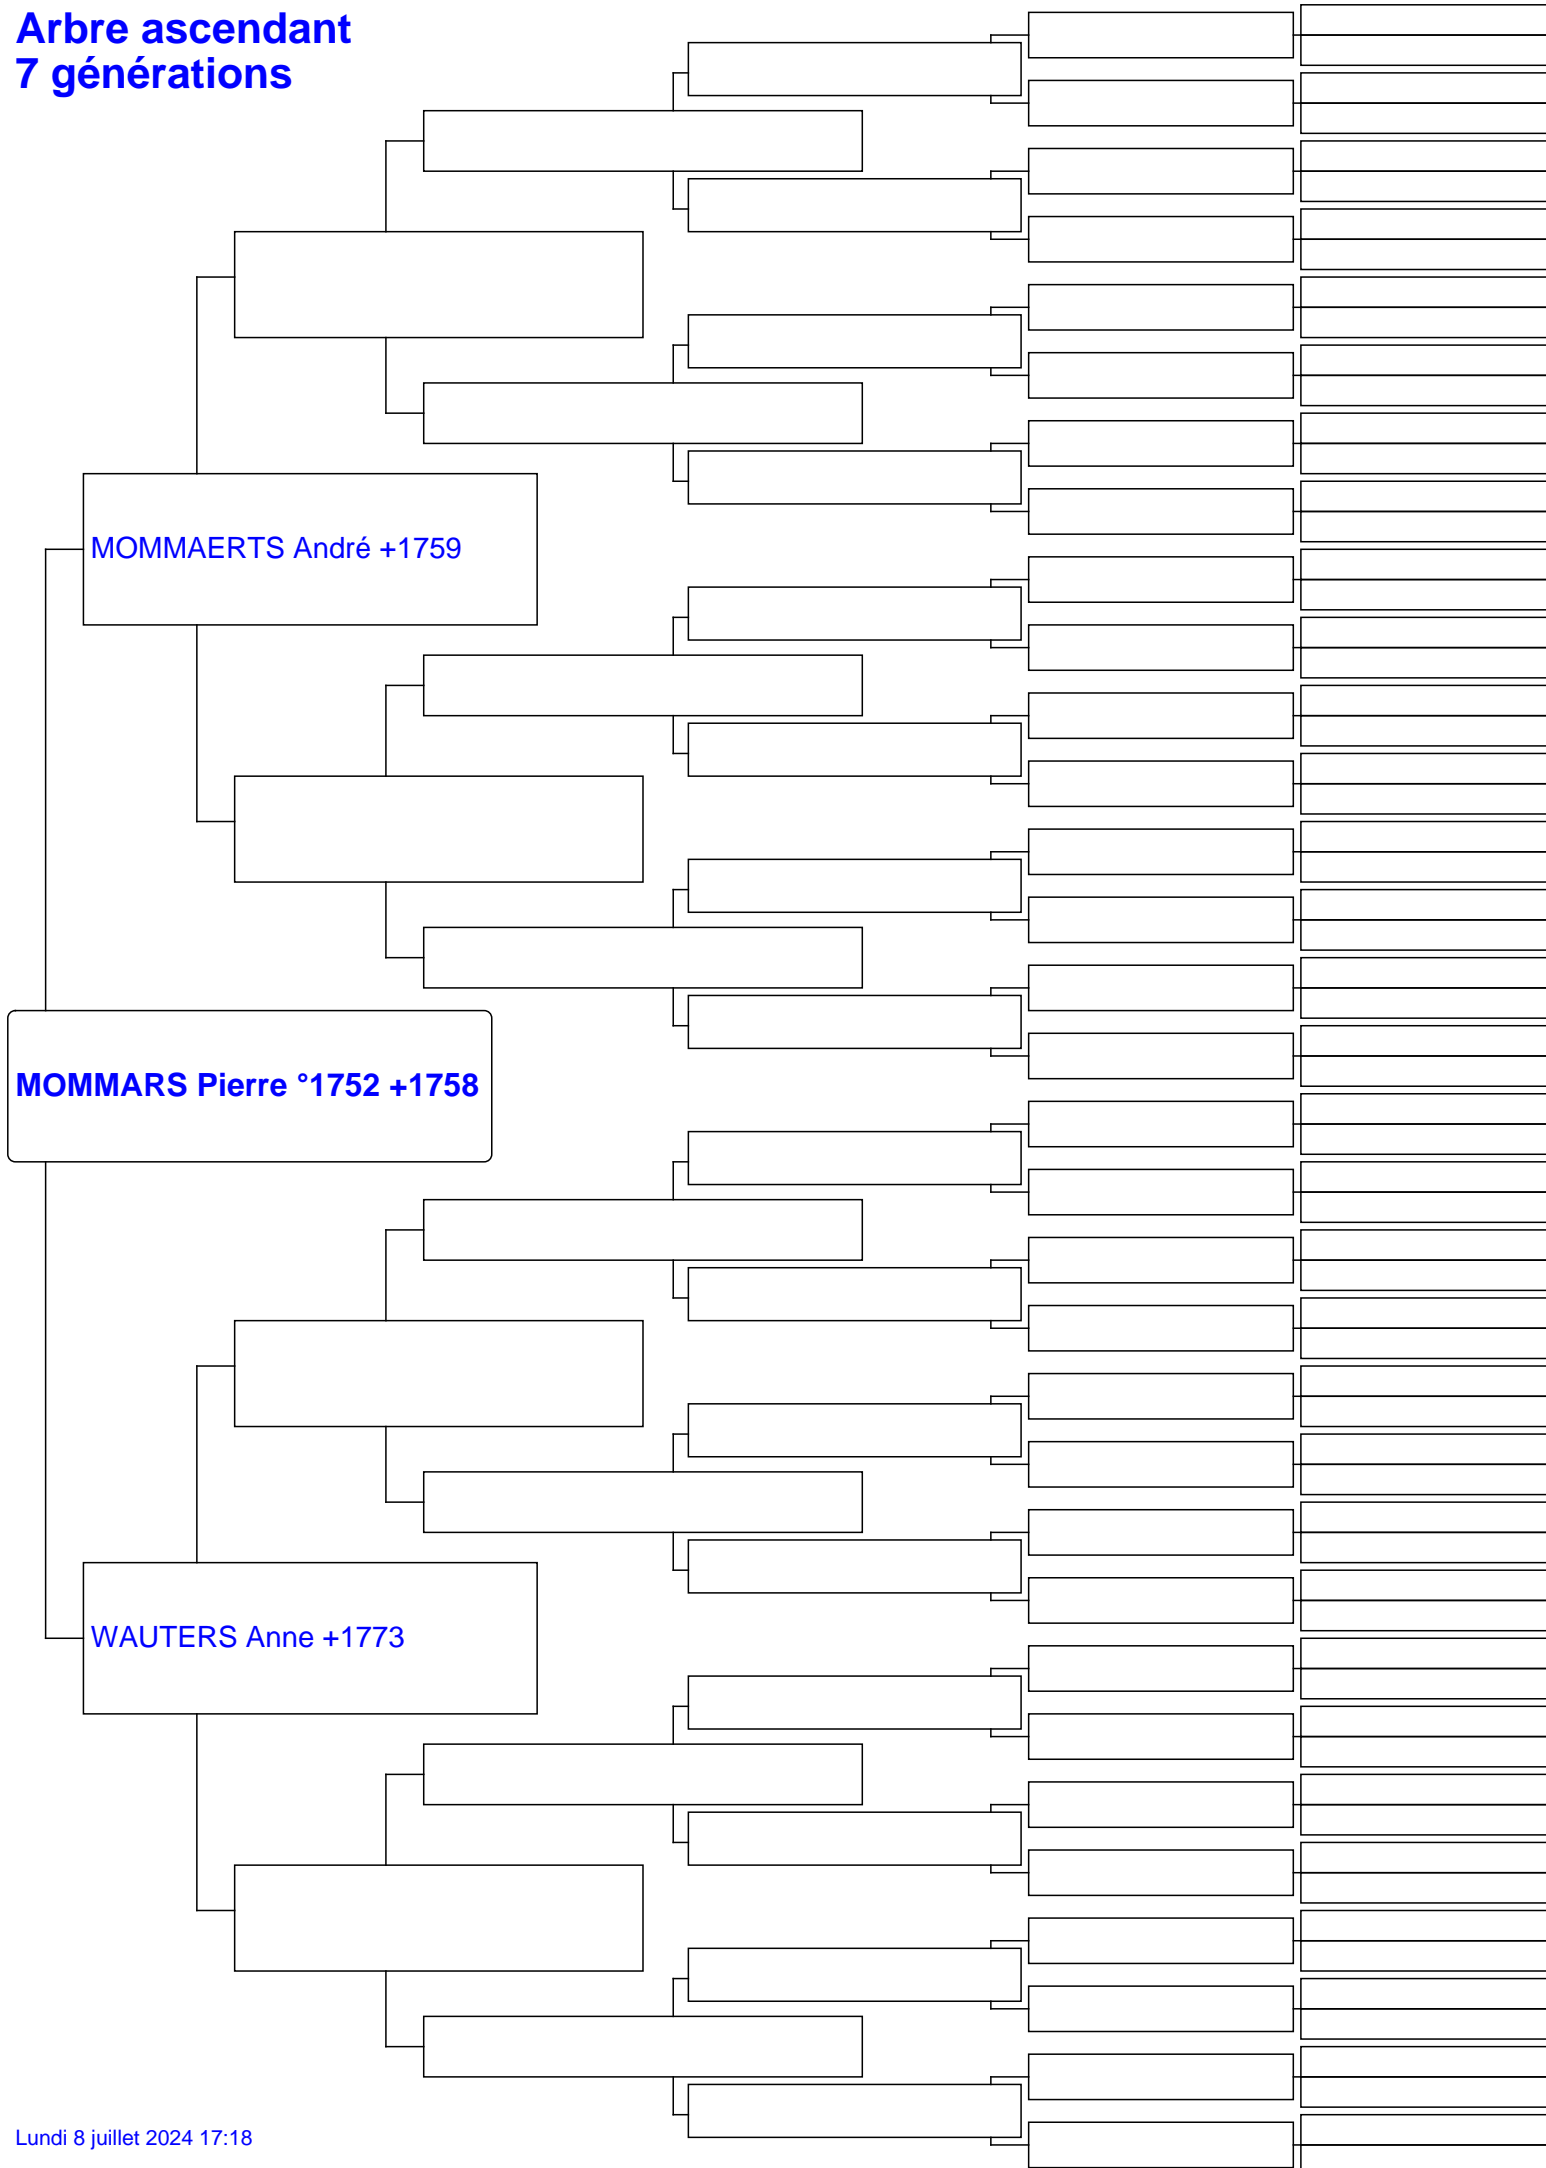 Arbre ascendant
7 générations
MOMMAERTS André +1759
MOMMARS Pierre °1752 +1758
WAUTERS Anne +1773
Lundi 8 juillet 2024 17:18